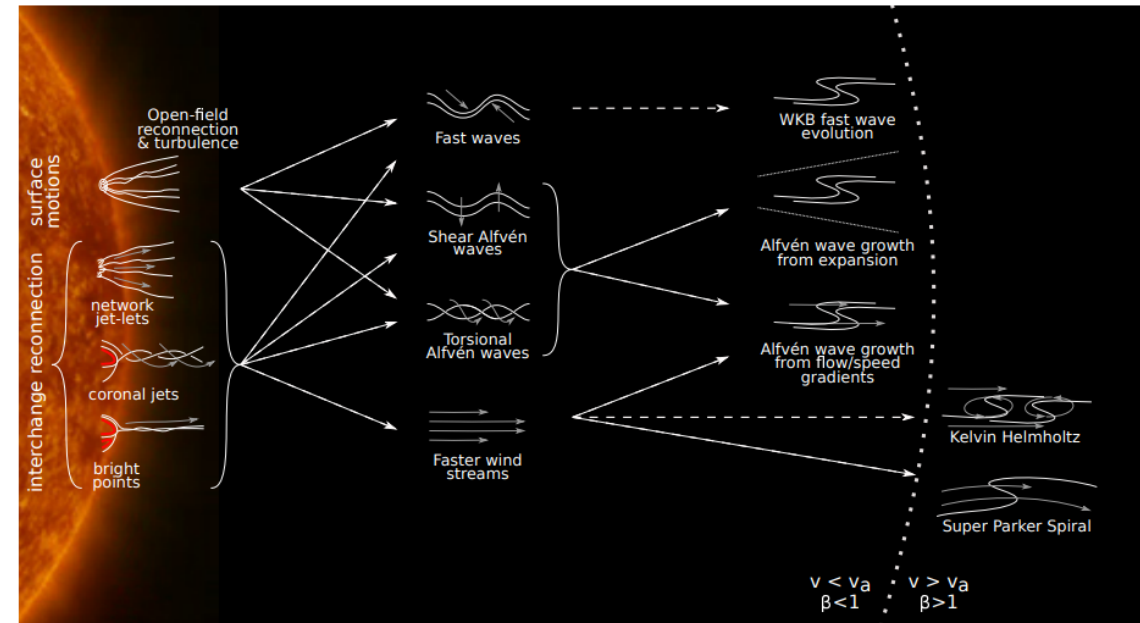 surface
motions
interchange reconnection
Open-field
reconnection
& turbulence
network
jet-lets
coronal jets
bright
points
Fast waves
Shear Alfvén
waves
Torsional
Alfvén waves
Faster wind
streams
WKB fast wave
evolution
Alfvén wave growth
from expansion
Alfvén wave growth
from flow/speed
gradients
Kelvin Helmholtz
Super Parker Spiral
v < va
β<1
v > va
β>1